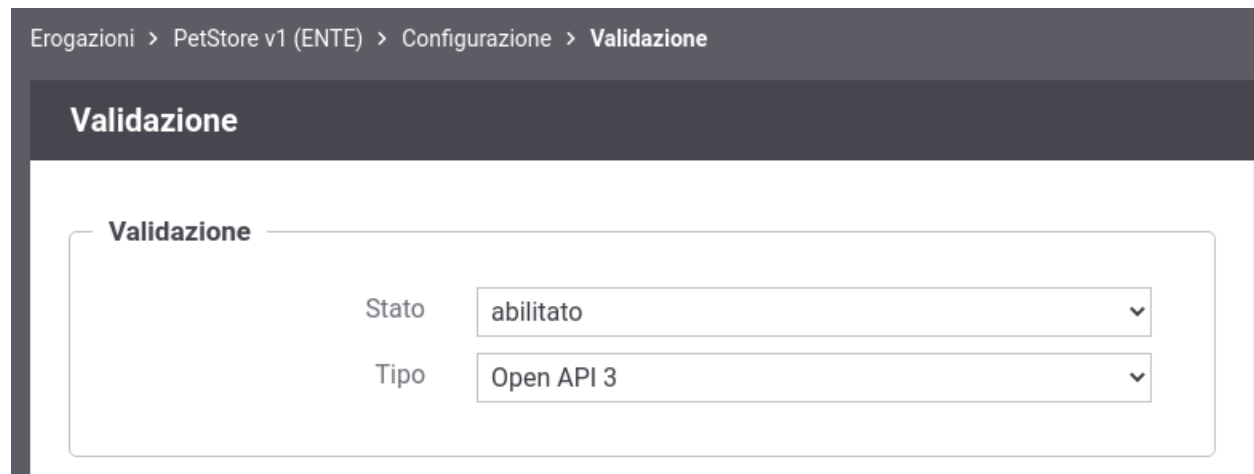 Erogazioni > PetStore v1 (ENTE) > Configurazione > Validazione
Validazione
Validazione
Stato abilitato
Tipo Open API 3